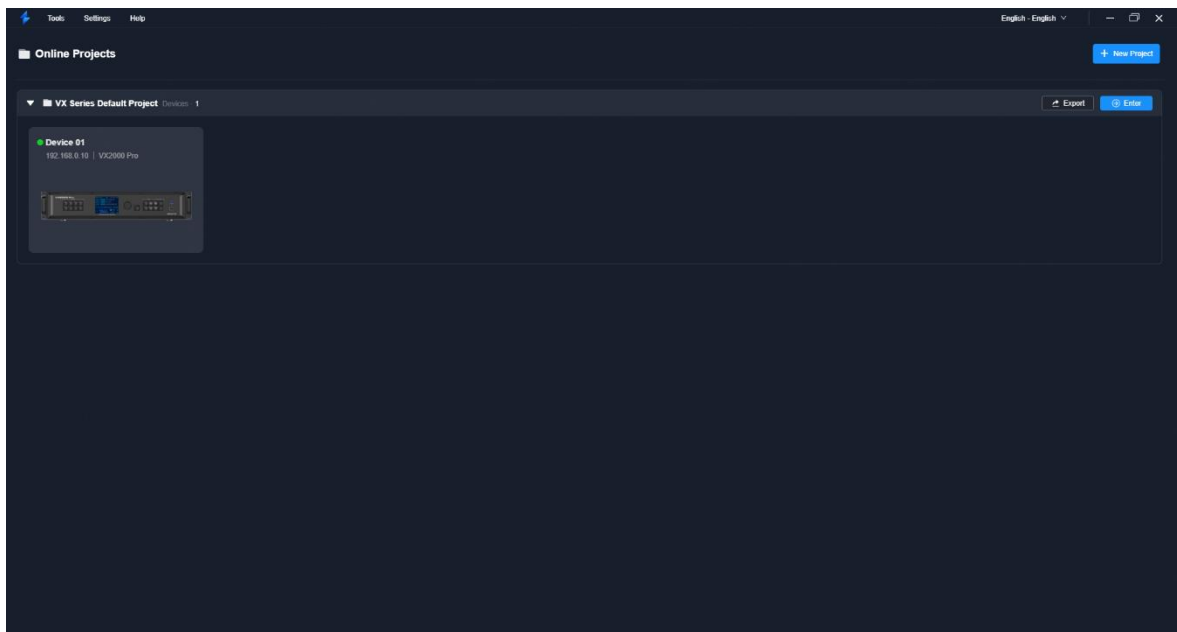 Tools Settings Help English - English
Online Projects + New Project
VX Series Default Project Devices 1 Export Enter
Device 01
192.168.0.10 | VX2000 Pro